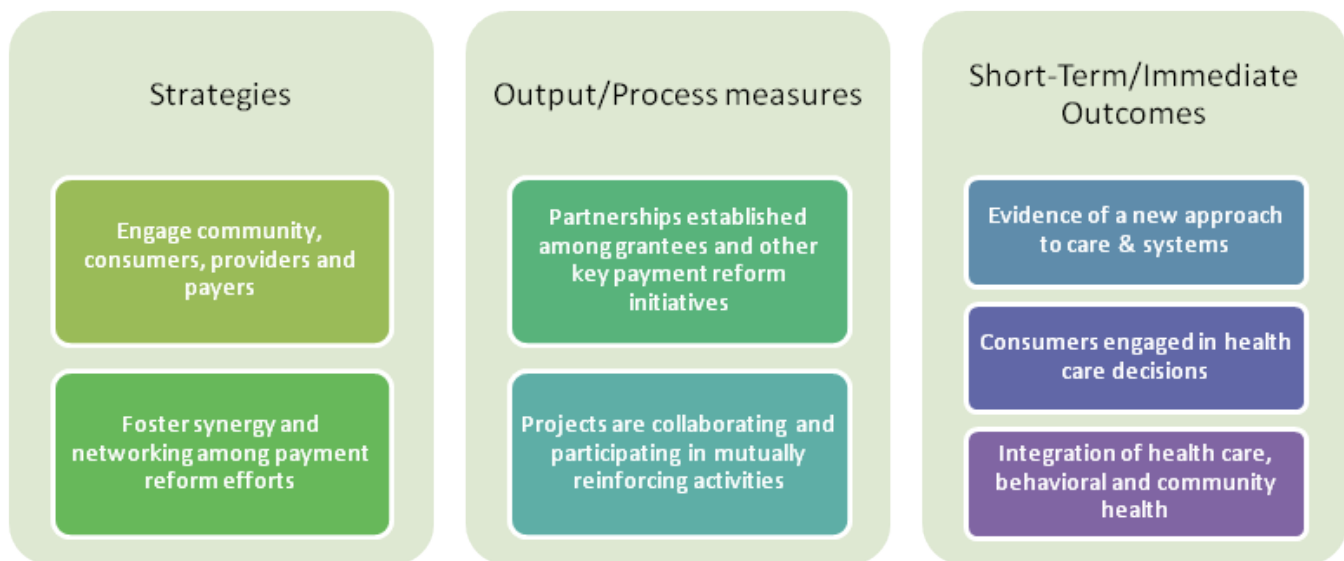 Strategies
Engage community,
consumers, providers and
payers
Foster synergy and
networking among payment
reform efforts
Output/Process measures
Partnerships established
among grantees and other
key payment reform
initiatives
Projects are collaborating and
participating in mutually
reinforcing activities
Short-Term/Immediate
Outcomes
Evidence of a new approach
to care & systems
Consumers engaged in health
care decisions
Integration of health care,
behavioral and community
health